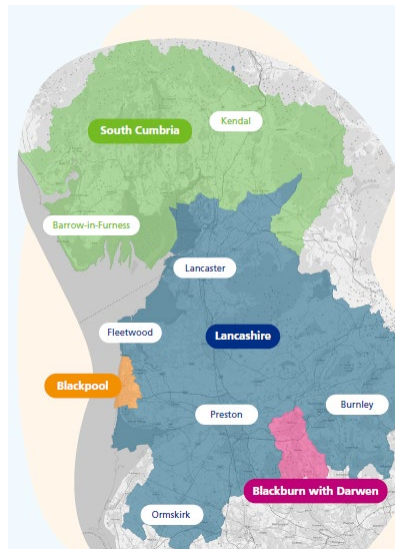 Kendal
South Cumbria
Barrow-in-Furness
Lancaster
Fleetwood
Lancashire
Blackpool
Burnley
Preston
Blackburn with Darwen
Ormskirk